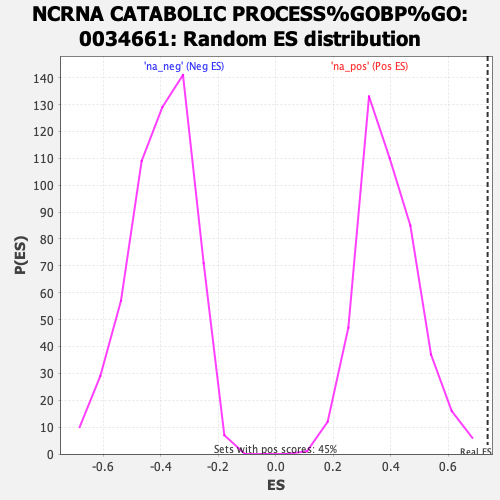 NCRNA CATABOLIC PROCESS%GOBP%GO:
0034661: Random ES distribution
'na_neg' (Neg ES)
'na_pos' (Pos ES)
140
130
120
110
100
90
80
70
60
50
40
30
20
10
0
P(ES)
Sets with pos scores: 45%
Real ES
-0.6
-0.4
-0.2
0.0
0.2
0.4
0.6
ES